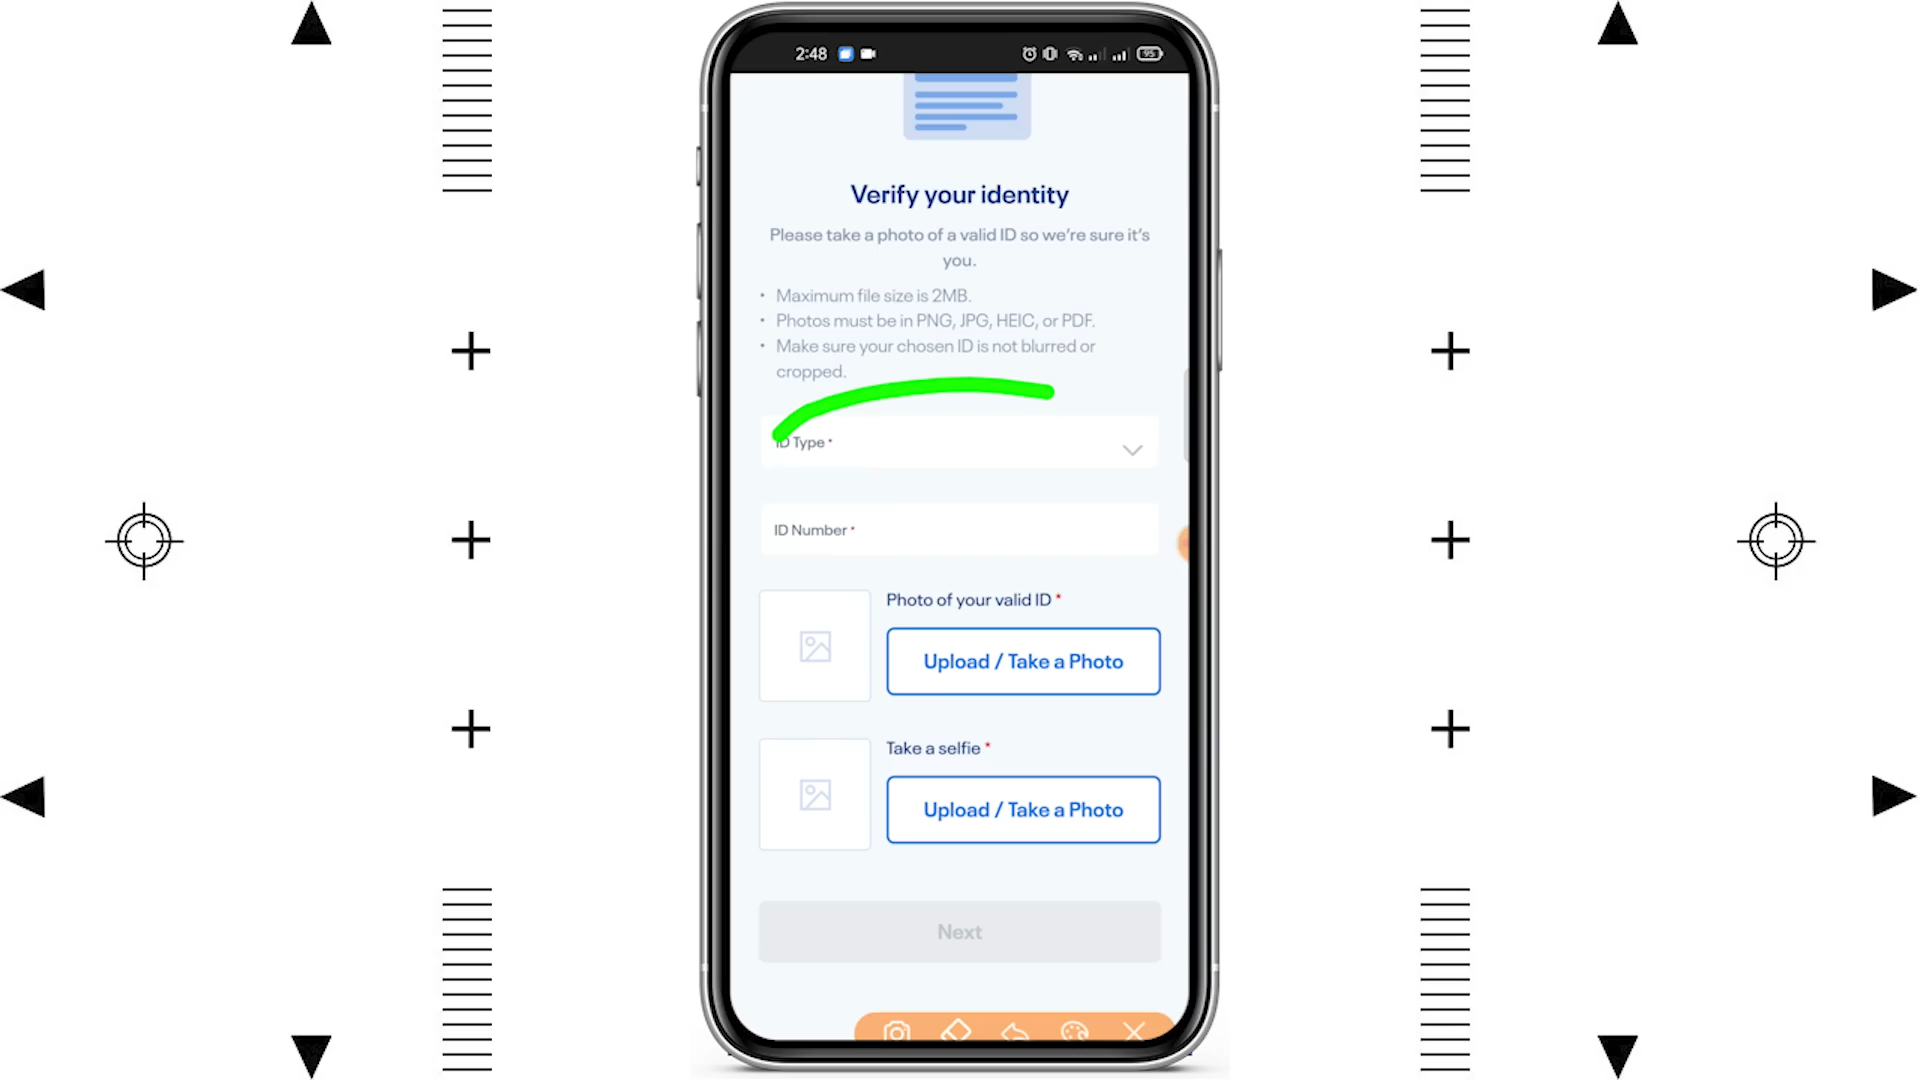 2:48
95
Verify your identity
Please take a photo of a valid ID so we're sure it's
you.
• Maximum file size is 2MB.
• Photos must be in PNG, JPG, HEIC, or PDF.
• Make sure your chosen ID is not blurred or
cropped.
ID Type *
ID Number *
Photo of your valid ID *
Upload / Take a Photo
Take a selfie *
Upload / Take a Photo
Next